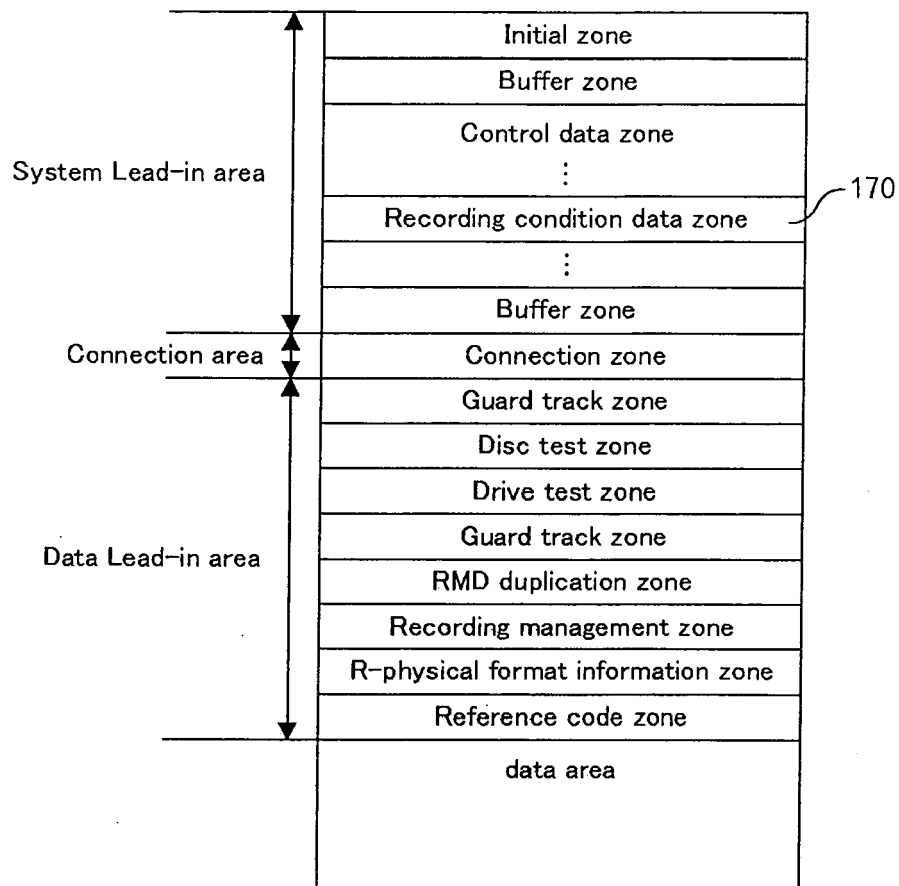 Initial zone
Buffer zone
Control data zone
⋮
System Lead-in area
170
Recording condition data zone
⋮
Buffer zone
Connection area
Connection zone
Guard track zone
Disc test zone
Drive test zone
Guard track zone
Data Lead-in area
RMD duplication zone
Recording management zone
R-physical format information zone
Reference code zone
data area